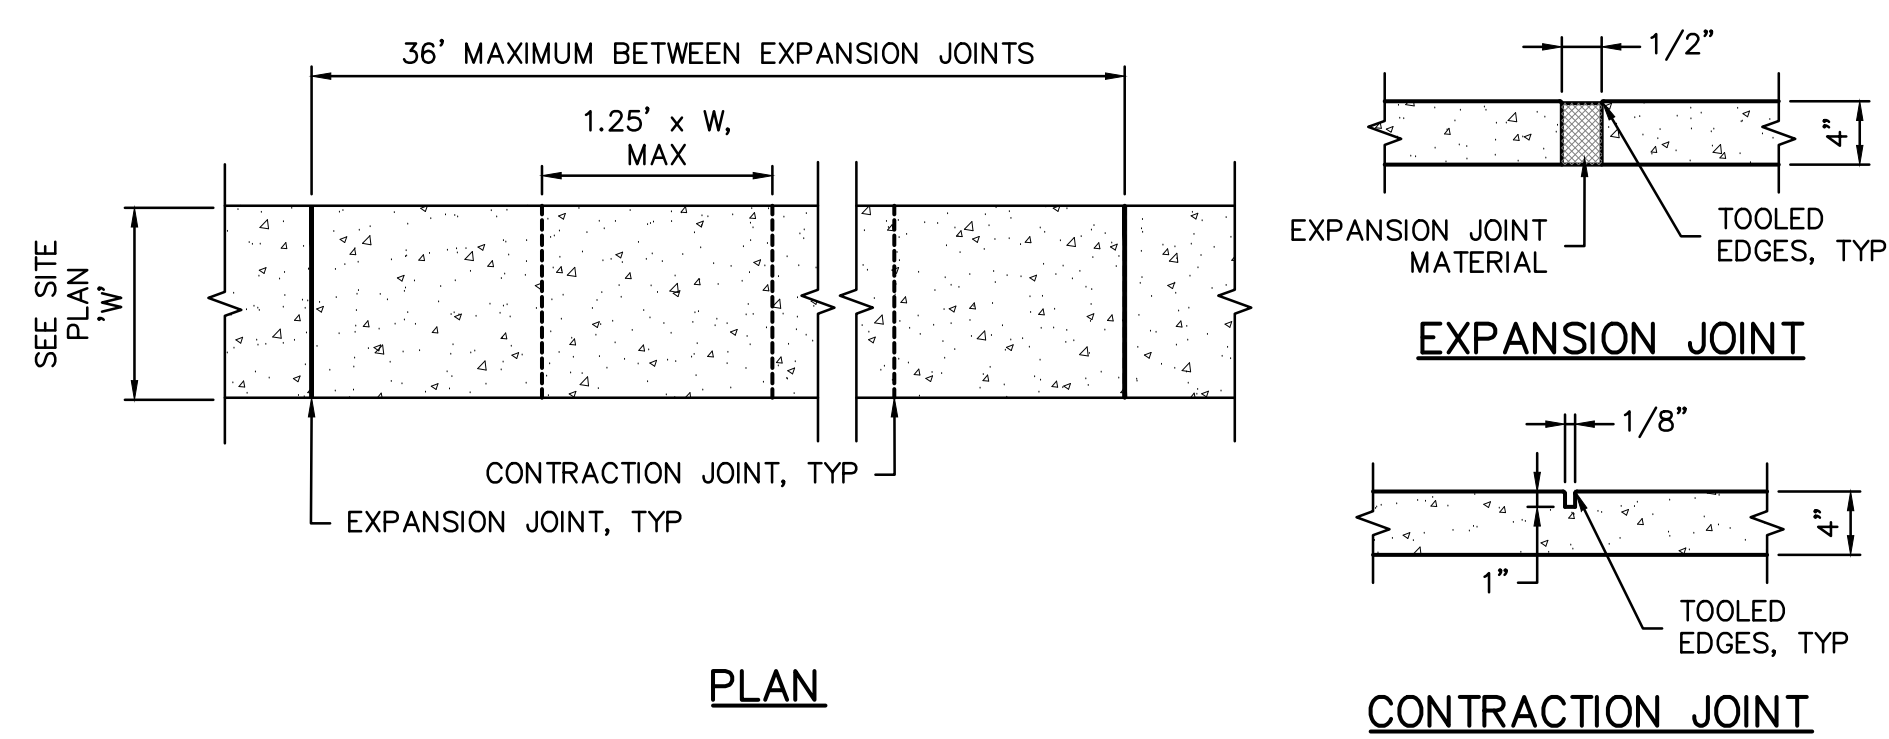 36' MAXIMUM BETWEEN EXPANSION JOINTS
1.25' x W,
MAX
SEE SITE
PLAN
'W'
CONTRACTION JOINT, TYP
EXPANSION JOINT, TYP
PLAN
1/2”
4”
EXPANSION JOINT
MATERIAL
TOOLED
EDGES, TYP
EXPANSION JOINT
1/8”
4”
1”
TOOLED
EDGES, TYP
CONTRACTION JOINT